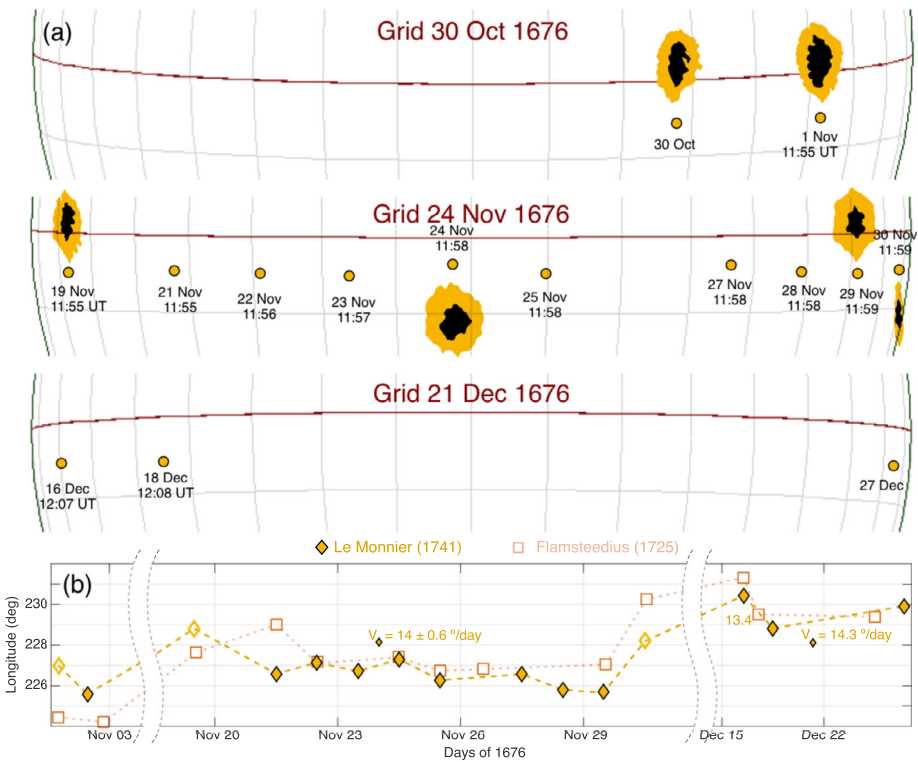 (a)
Grid 30 Oct 1676
30 Oct
1 Nov
11:55 UT
Grid 24 Nov 1676
24 Nov
11:58
30 Nov
11:59
19 Nov
11:55 UT
21 Nov
11:55
22 Nov
11:56
23 Nov
11:57
25 Nov
11:58
27 Nov
11:58
28 Nov
11:58
29 Nov
11:59
Grid 21 Dec 1676
16 Dec
12:07 UT
18 Dec
12:08 UT
27 Dec
Le Monnier (1741)
Flamsteedius (1725)
(b)
Longitude (deg)
230
228
226
V = 14 ± 0.6 º/day
13.4
V = 14.3 º/day
Nov 03
Nov 20
Nov 23
Nov 26
Nov 29
Dec 15
Dec 22
Days of 1676